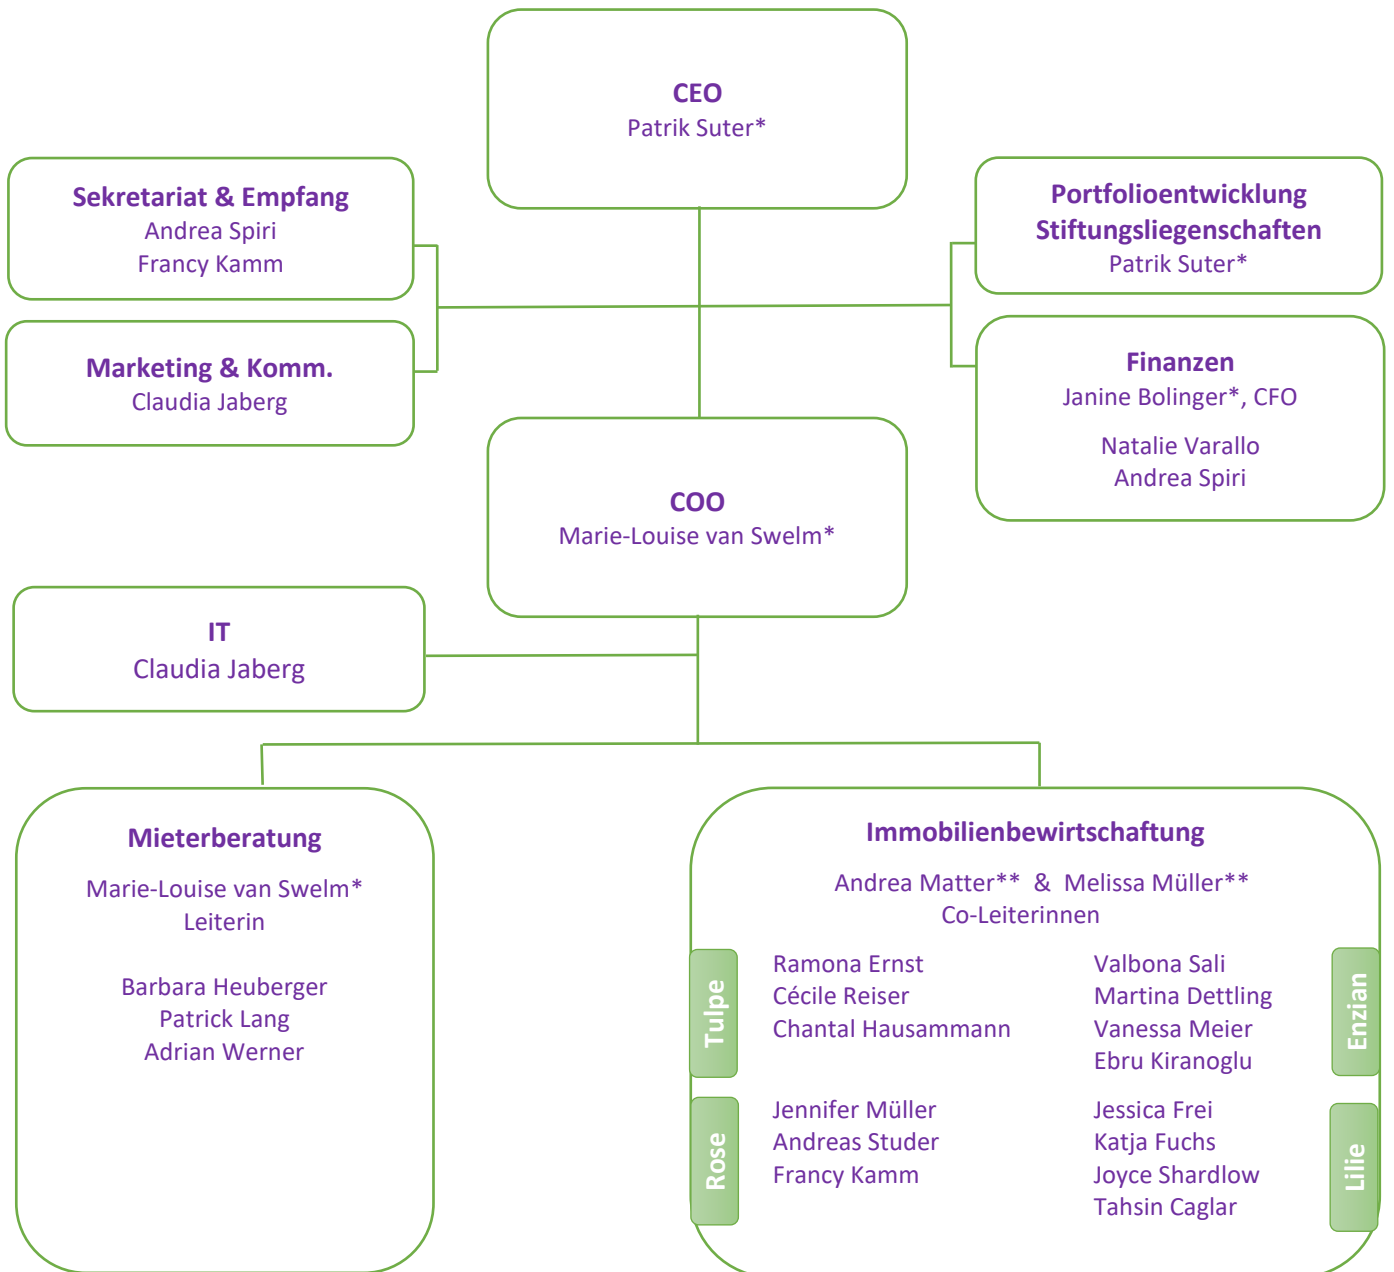 CEO
Patrik Suter*
Sekretariat & Empfang
Andrea Spiri
Francy Kamm
Portfolioentwicklung
Stiftungsliegenschaften
Patrik Suter*
Marketing & Komm.
Claudia Jaberg
Finanzen
Janine Bolinger*, CFO
Natalie Varallo
Andrea Spiri
COO
Marie-Louise van Swelm*
IT
Claudia Jaberg
Mieterberatung
Marie-Louise van Swelm*
Leiterin
Barbara Heuberger
Patrick Lang
Adrian Werner
Immobilienbewirtschaftung
Andrea Matter** & Melissa Müller**
Co-Leiterinnen
Tulpe
Ramona Ernst
Cécile Reiser
Chantal Hausammann
Valbona Sali
Martina Dettling
Vanessa Meier
Ebru Kiranoglu
Enzian
Rose
Jennifer Müller
Andreas Studer
Francy Kamm
Jessica Frei
Katja Fuchs
Joyce Shardlow
Tahsin Caglar
Lilie